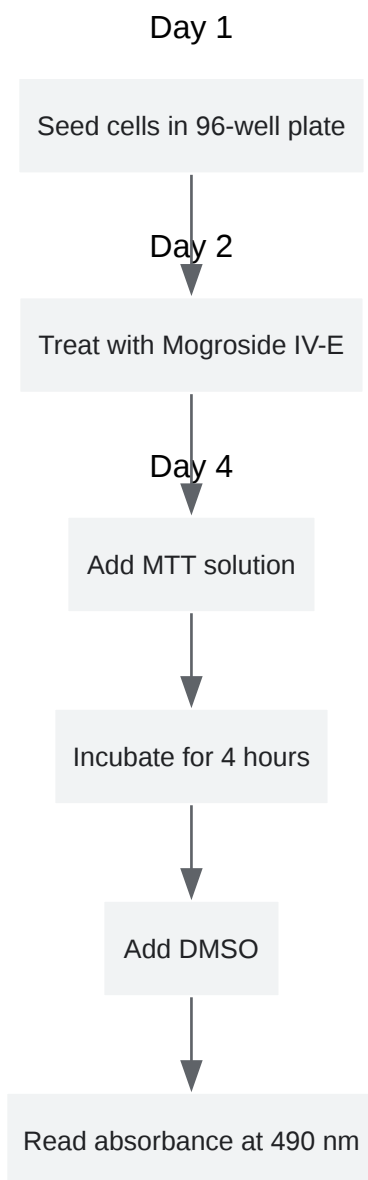 Day 1
Seed cells in 96-well plate
Day 2
Treat with Mogroside IV-E
Day 4
Add MTT solution
Incubate for 4 hours
Add DMSO
Read absorbance at 490 nm